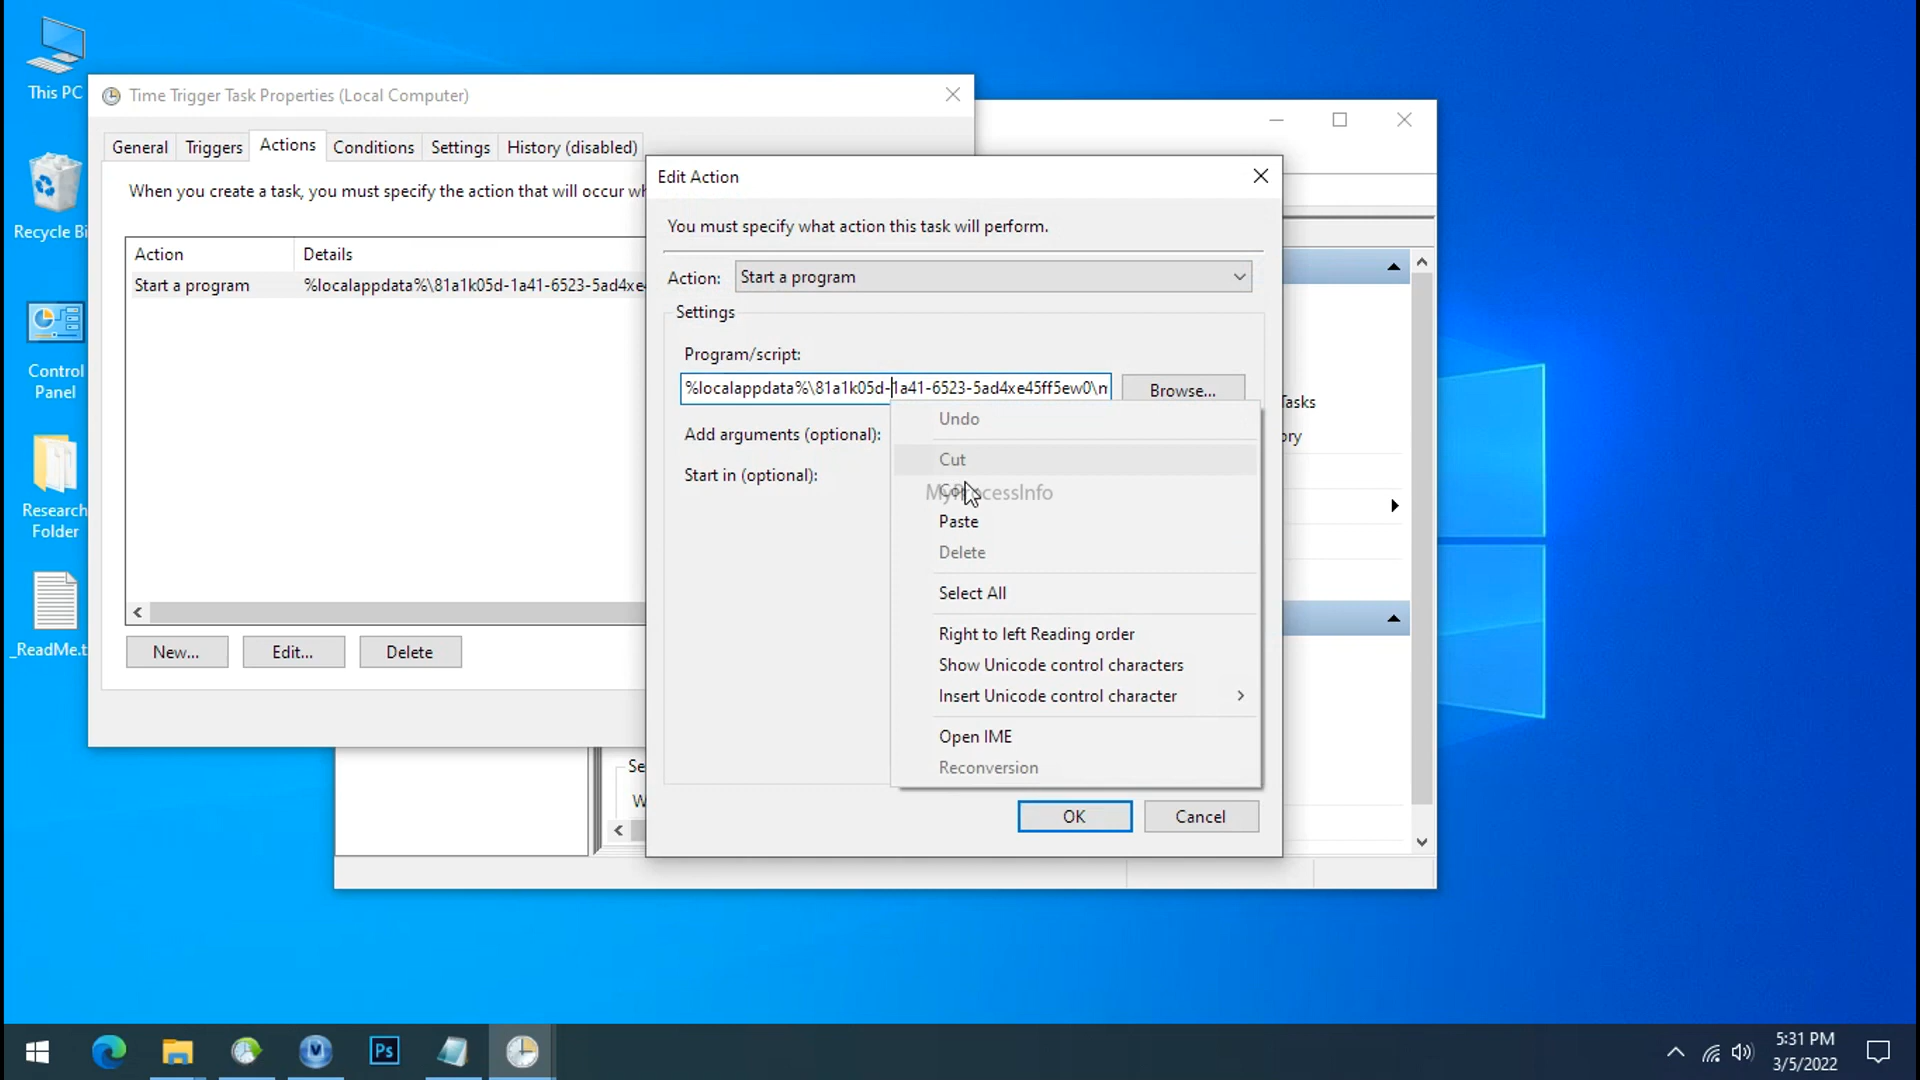 This PC
Recycle Bi
Control
Panel
Research
Folder
_ReadMe.t
Time Trigger Task Properties (Local Computer)
General
Triggers
Actions
Conditions
Settings
History (disabled)
When you create a task, you must specify the action that will occur wh
Action
Details
Start a program
%localappdata%\81a1k05d-1a41-6523-5ad4xe4
New...
Edit...
Delete
Edit Action
You must specify what action this task will perform.
Action:
Start a program
Settings
Program/script:
%localappdata%\81a1k05d-1a41-6523-5ad4xe45ff5ew0\m
Browse...
Add arguments (optional):
Start in (optional):
Undo
Cut
MyProcessInfo
Paste
Delete
Select All
Right to left Reading order
Show Unicode control characters
Insert Unicode control character
Open IME
Reconversion
OK
Cancel
Tasks
ory
Se
W
Ps
5:31 PM
3/5/2022